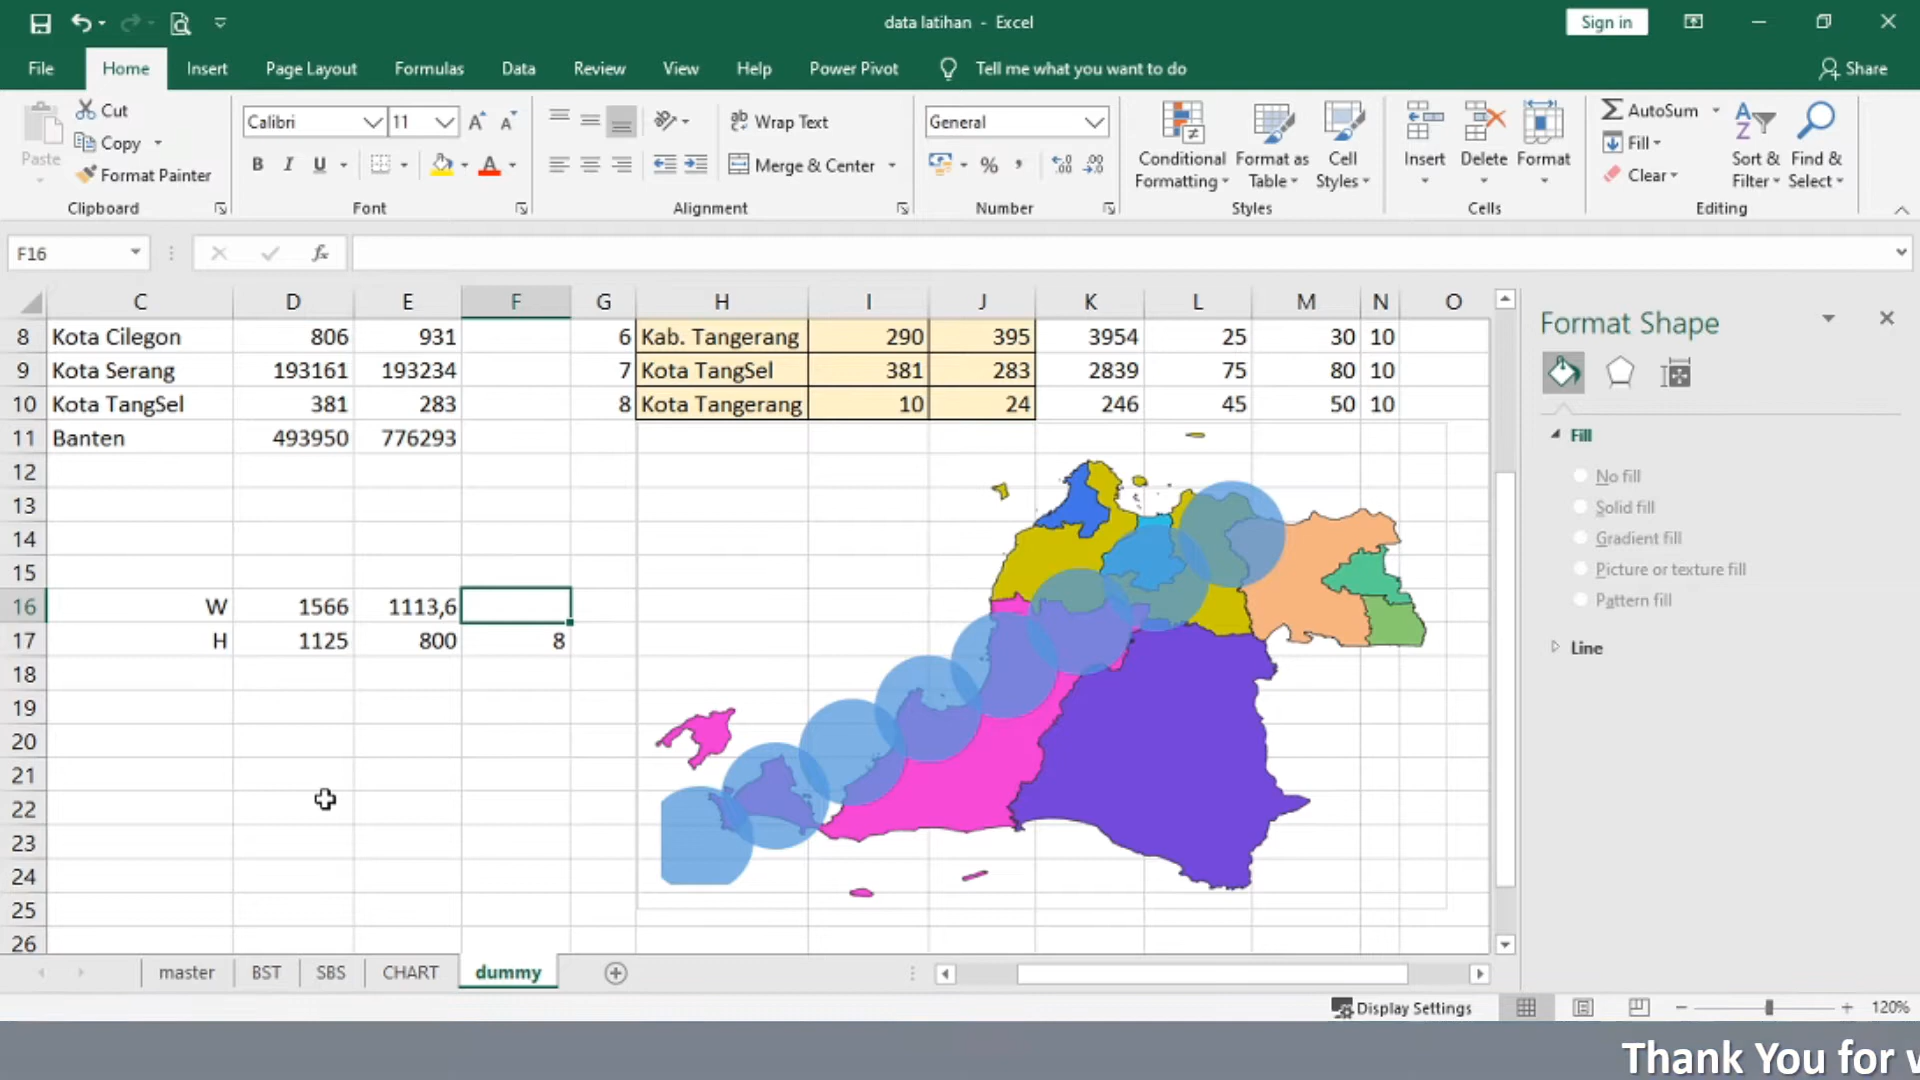 data latihan - Excel
Sign in
File Home Insert Page Layout Formulas Data Review View Help Power Pivot Tell me what you want to do Share
Paste
Cut
Copy
Format Painter
Clipboard
Calibri 11
B I U
Font
Wrap Text
Merge & Center
Alignment
General
Number
Conditional Formatting
Format as Table
Cell Styles
Styles
Insert Delete Format
Cells
AutoSum
Fill
Clear
Sort & Filter
Find & Select
Editing
F16 fx
C D E F G H I J K L M N O
8 Kota Cilegon 806 931 6 Kab. Tangerang 290 395 3954 25 30 10
9 Kota Serang 193161 193234 7 Kota TangSel 381 283 2839 75 80 10
10 Kota TangSel 381 283 8 Kota Tangerang 10 24 246 45 50 10
11 Banten 493950 776293
12
13
14
15
16 W 1566 1113,6
17 H 1125 800 8
18
19
20
21
22
23
24
25
26
Format Shape
Fill
No fill
Solid fill
Gradient fill
Picture or texture fill
Pattern fill
Line
master BST SBS CHART dummy
Display Settings 120%
Thank You for